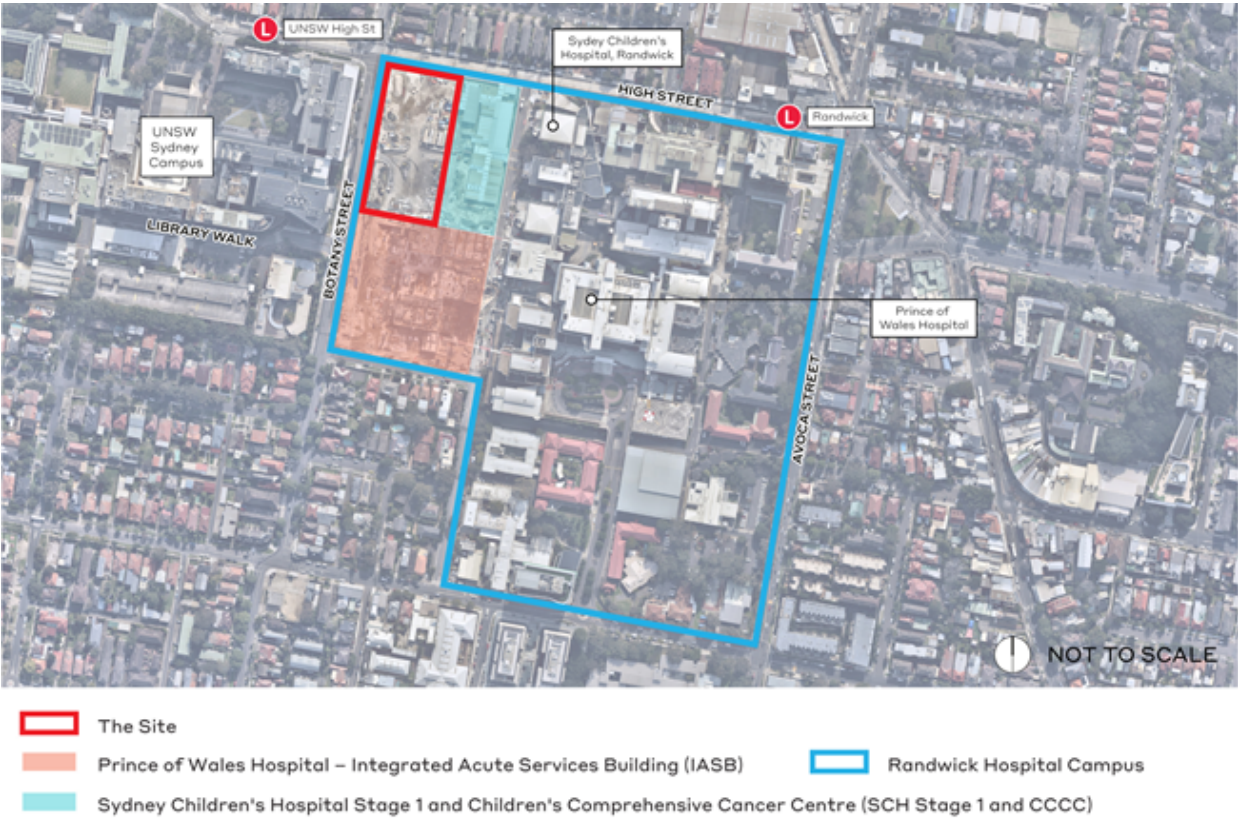 L UNSW High St
Sydey Children's
Hospital, Randwick
HIGH STREET
L Randwick
UNSW
Sydney
Campus
LIBRARY WALK
BOTANY STREET
Prince of
Wales Hospital
AVOCA STREET
NOT TO SCALE
The Site
Prince of Wales Hospital – Integrated Acute Services Building (IASB)
Randwick Hospital Campus
Sydney Children's Hospital Stage 1 and Children's Comprehensive Cancer Centre (SCH Stage 1 and CCCC)